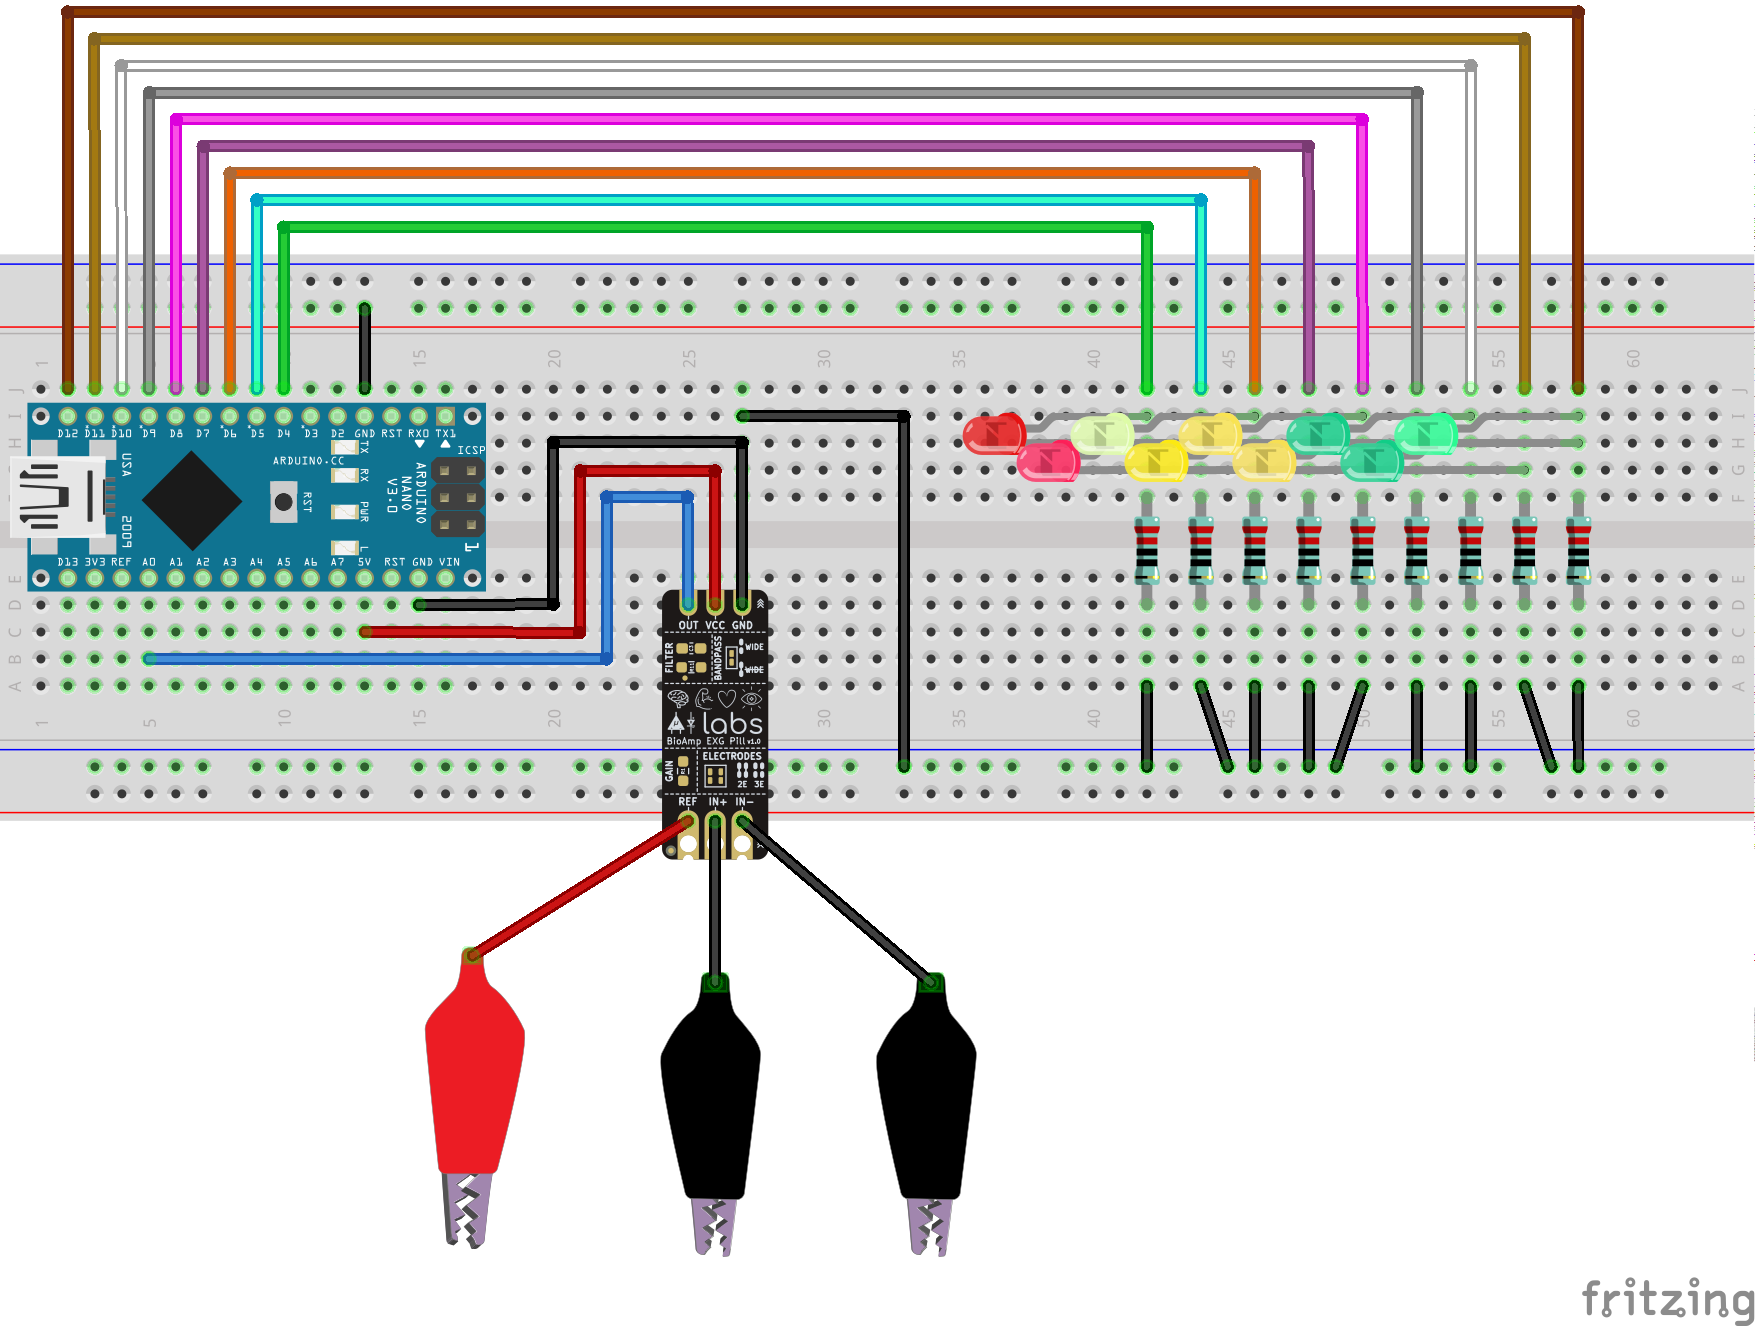 1 5 10 15 20 25 30 35 40 45 50 55 60
J
I
H
G
F
D12 D11 D10 D9 D8 D7 D6 D5 D4 D3 D2 GND RST RX0 TX1
ICSP
TX
RX
PWR
L
ARDUINO.CC
ARDUINO
NANO
V3.0
USA
2009
RST
1
D13 3V3 REF A0 A1 A2 A3 A4 A5 A6 A7 5V RST GND VIN
E
D
C
B
A
OUT VCC GND
FILTER
BANDPASS
WIDE
WIDE
labs
BioAmp EXG Pill v1.0
GAIN
ELECTRODES
2E 3E
REF IN+ IN-
1 5 10 15 20 25 30 35 40 45 50 55 60
fritzing